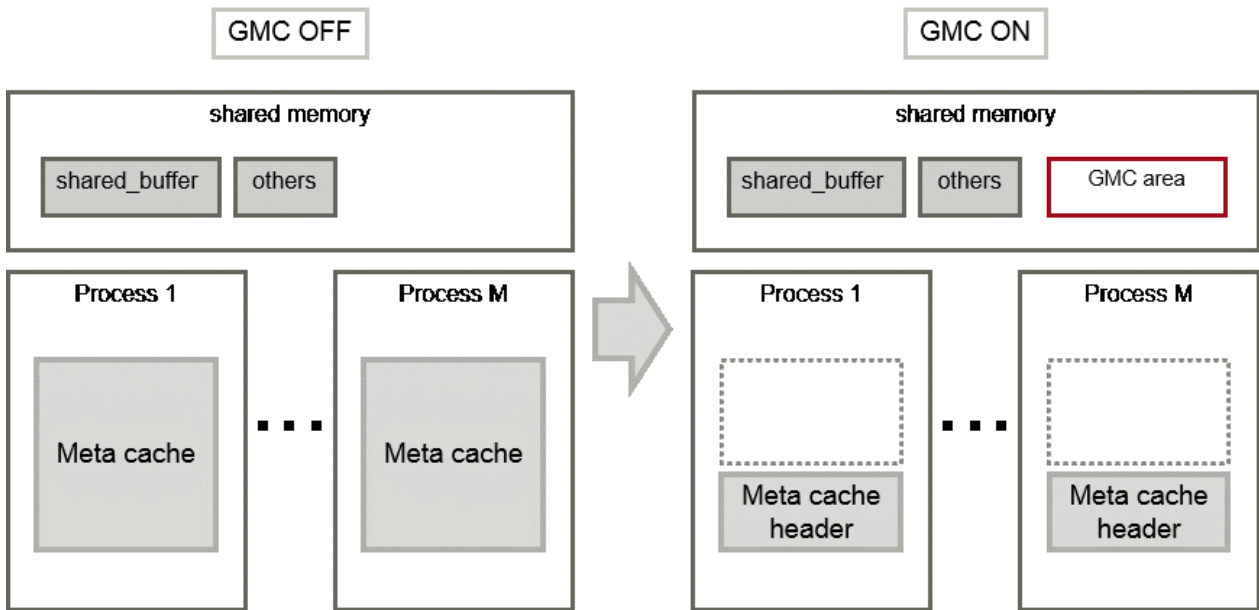 GMC OFF
shared memory
shared_buffer
others
Process 1
Process M
Meta cache
Meta cache
GMC ON
shared memory
shared_buffer
others
GMC area
Process 1
Process M
Meta cache
header
Meta cache
header